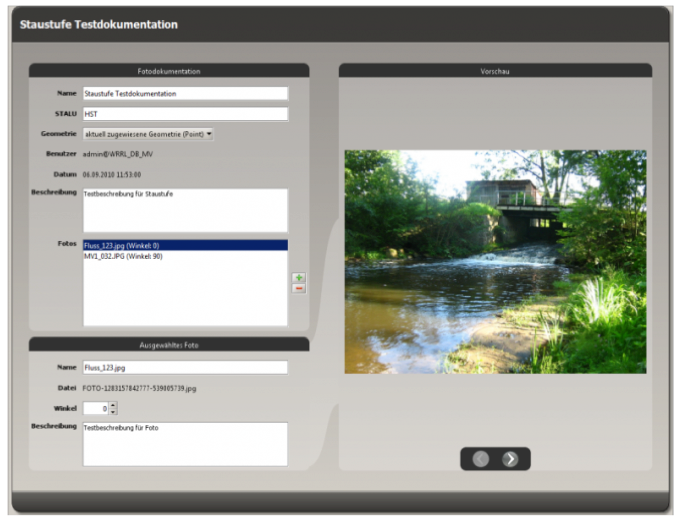 Staustufe Testdokumentation
Fotodokumentation
Name Staustufe Testdokumentation
STALU HST
Geometrie aktuell zugewiesene Geometrie (Point)
Benutzer admin@WRRL_DB_MV
Datum 06.09.2010 11:53:00
Beschreibung Testbeschreibung für Staustufe
Fotos Fluss_123.jpg (Winkel: 0)
MV1_032.JPG (Winkel: 90)
Ausgewähltes Foto
Name Fluss_123.jpg
Datei FOTO-1283157842777-539005739.jpg
Winkel 0
Beschreibung Testbeschreibung für Foto
Vorschau